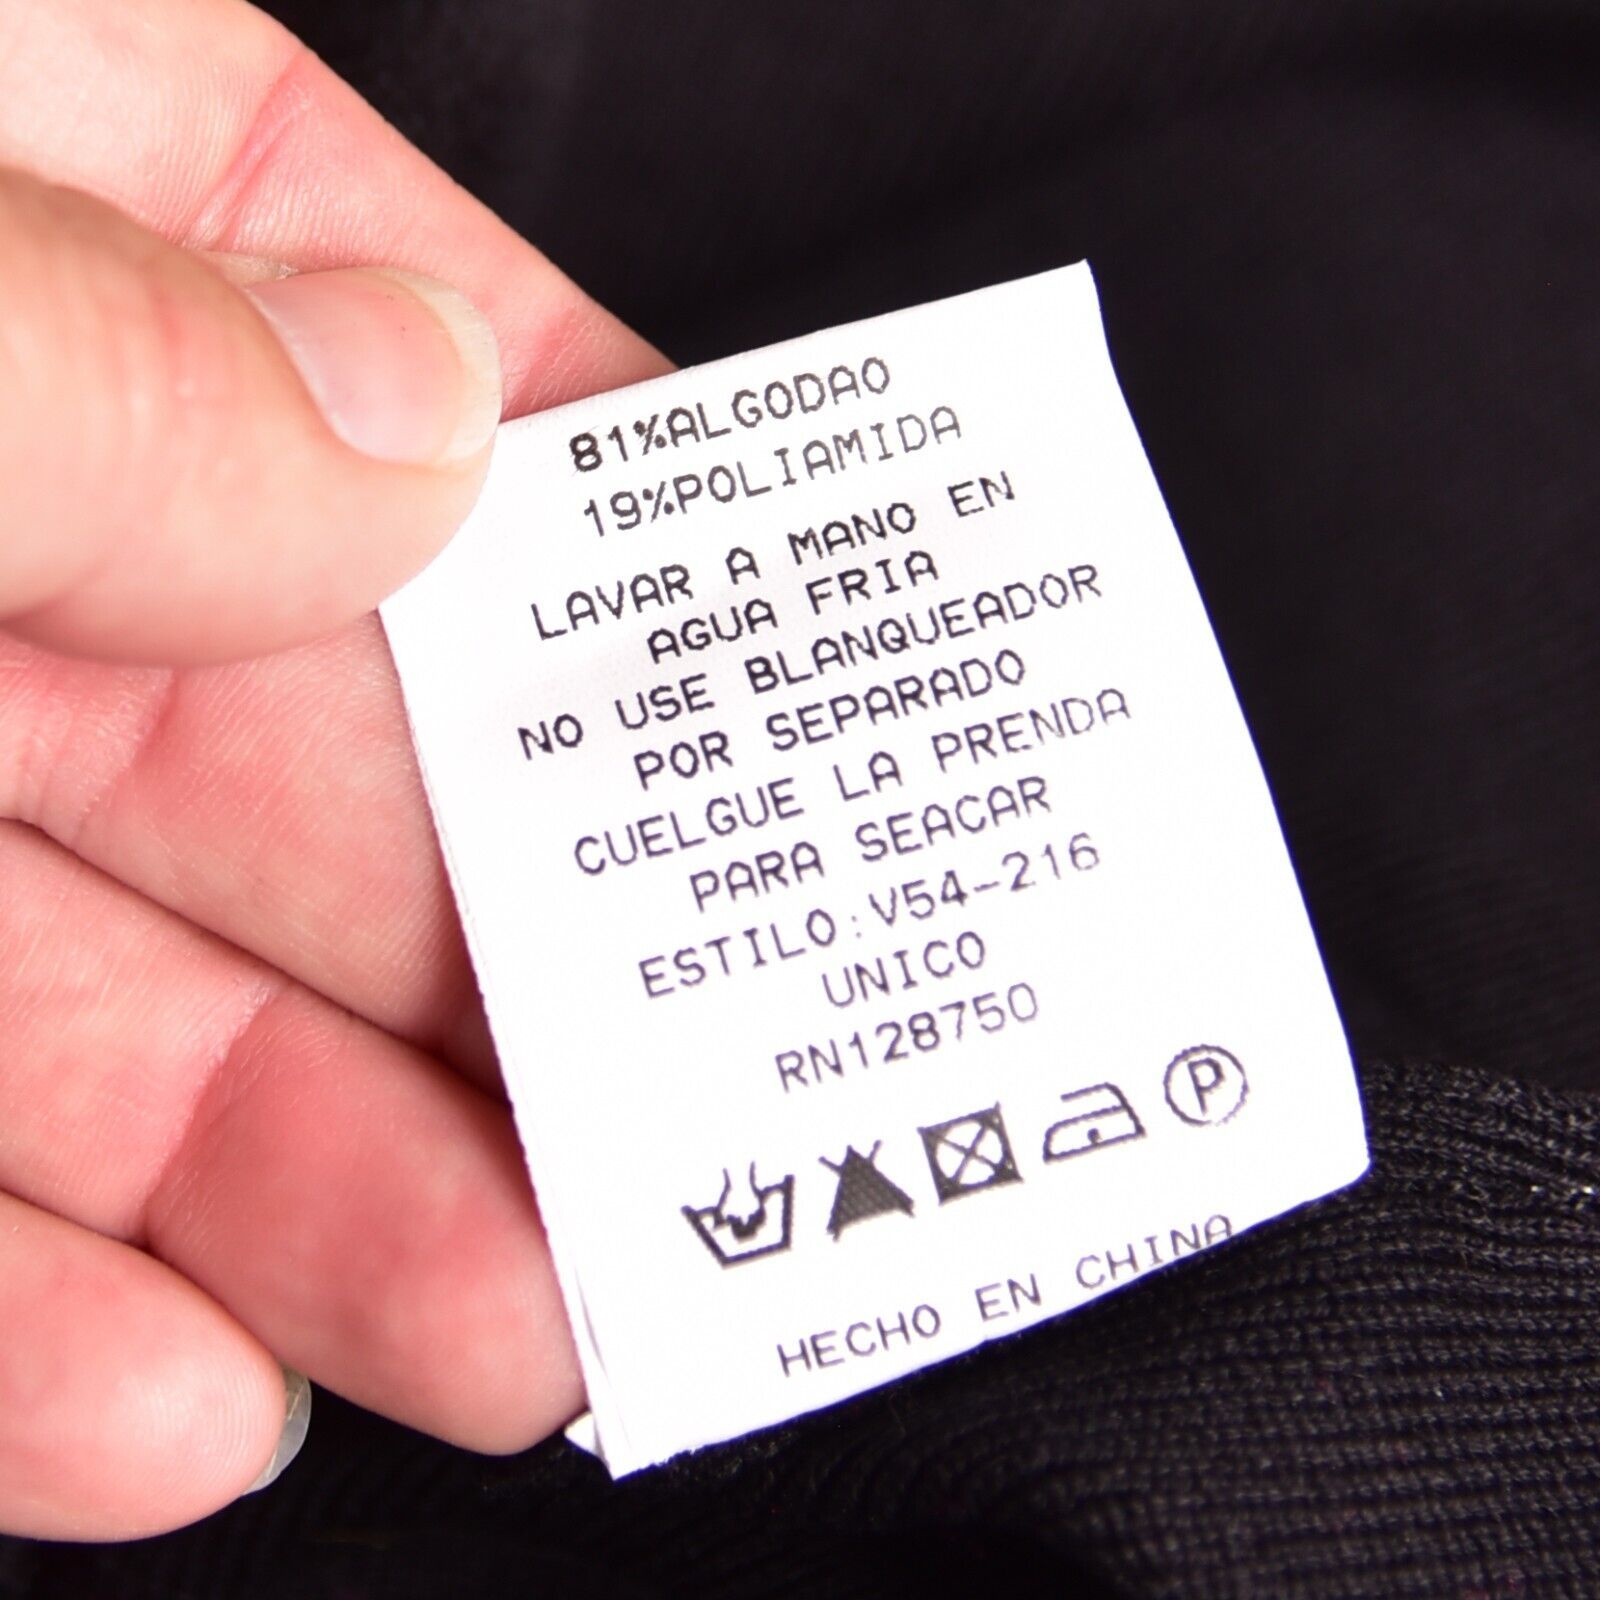 81%ALGODAO
19%POLIAMIDA
LAVAR A MANO EN
AGUA FRIA
NO USE BLANQUEADOR
POR SEPARADO
CUELGUE LA PRENDA
PARA SEACAR
ESTILO:V54-216
UNICO
RN128750
P
HECHO EN CHINA